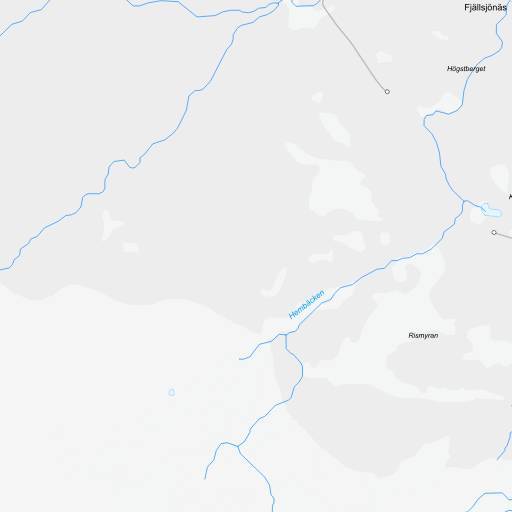 Fjällsjönäs
Högstberget
K
Hembäcken
Rismyran